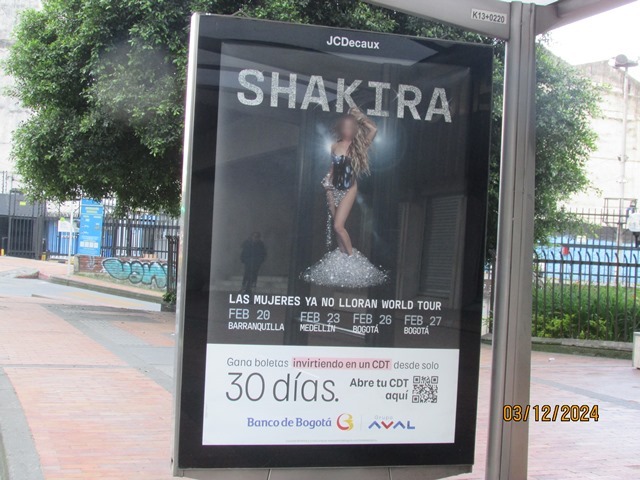 K13+0220
JCDecaux
SHAKIRA
LAS MUJERES YA NO LLORAN WORLD TOUR
FEB 20 FEB 23 FEB 26 FEB 27
BARRANQUILLA MEDELLÍN BOGOTÁ BOGOTÁ
Gana boletas invirtiendo en un CDT desde solo
30 días.
Abre tu CDT
aquí
Banco de Bogotá
Grupo
AVAL
03/12/2024